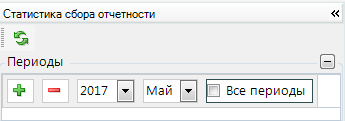 Статистика сбора отчетности
Периоды
2017 Май Все периоды